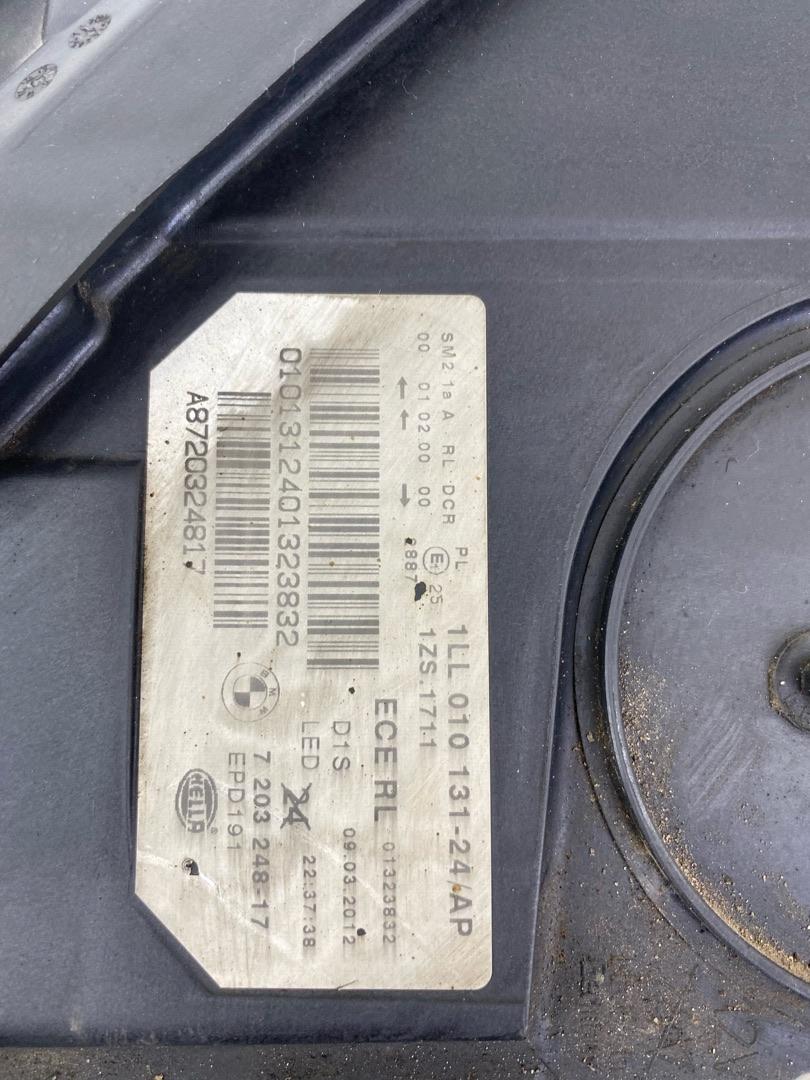 SM2 1a A RL DCR PL
00 01 02 00 00
E1 25
1LL 010 131-24/AP
1ZS.171-1
ECE RL 01323832
D1S 09.03.2012
LED 24 22:37:38
0101312401323832
BMW
7 203 248-17
EPD191
A8720324817
HELLA